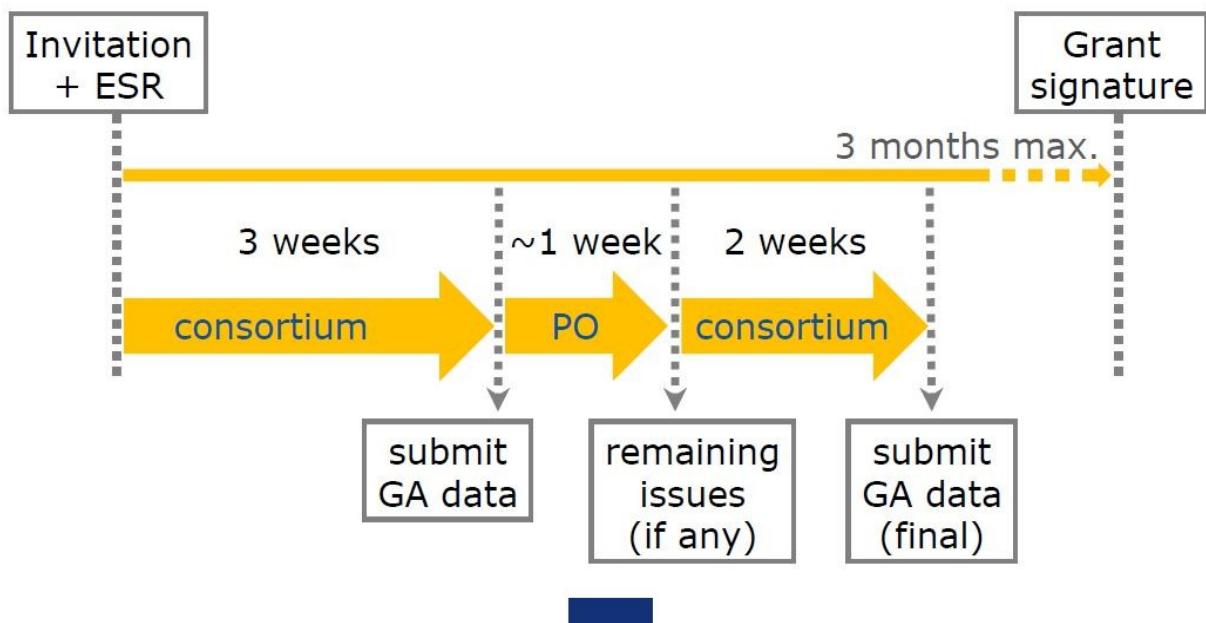 Invitation
+ ESR
Grant
signature
3 months max.
3 weeks
~1 week
2 weeks
consortium
PO
consortium
submit
GA data
remaining
issues
(if any)
submit
GA data
(final)